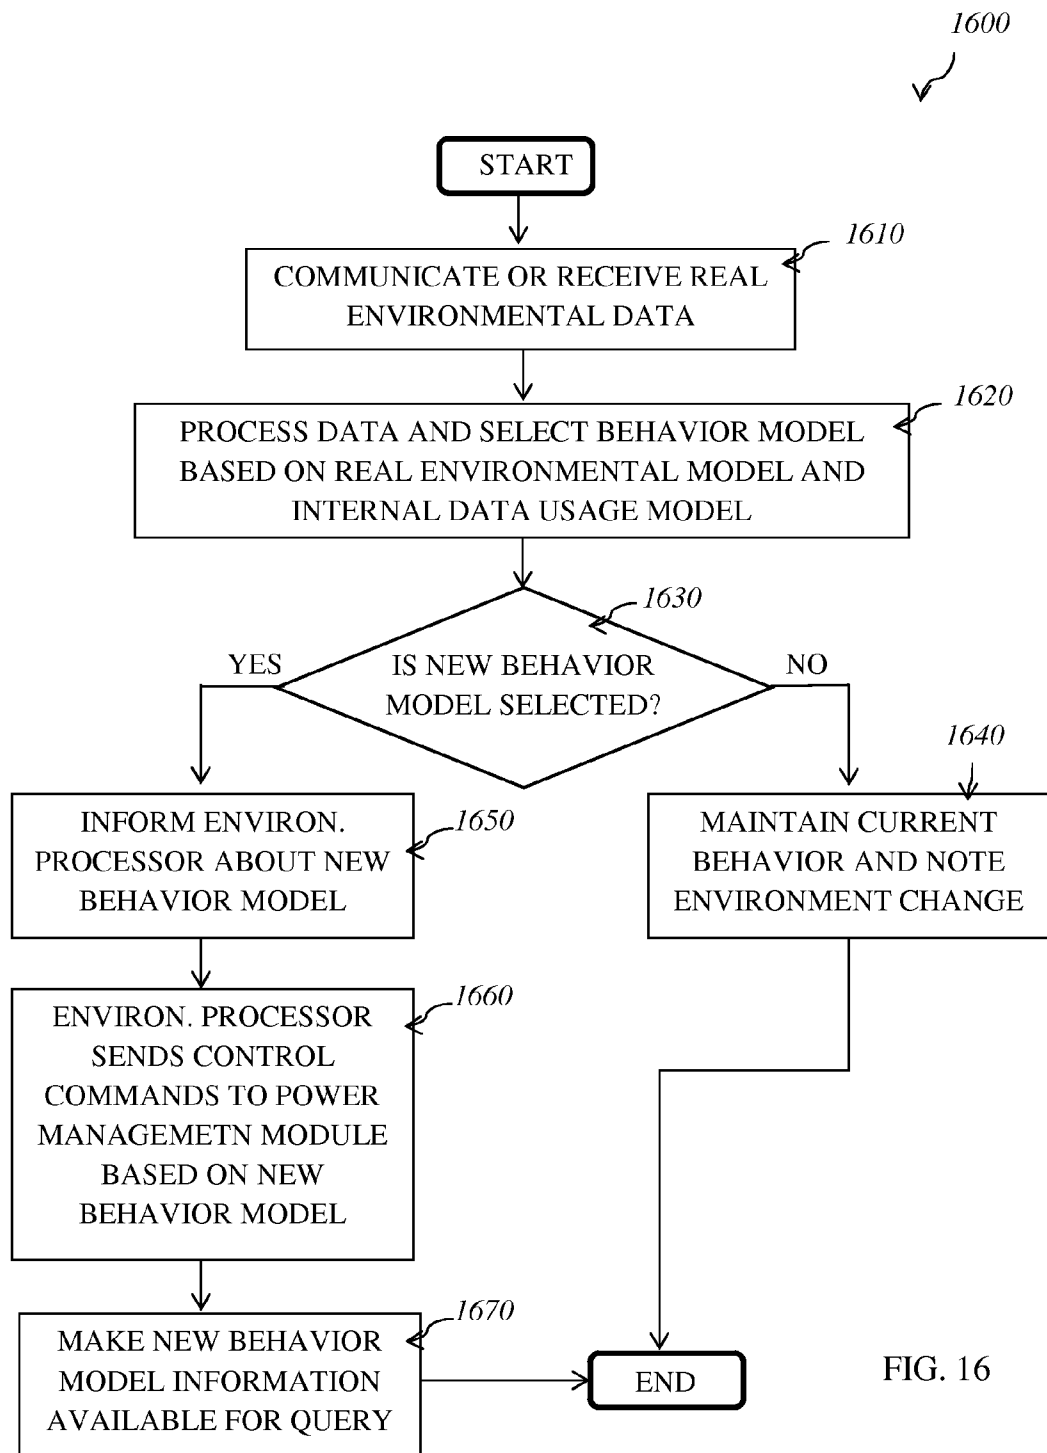 1600
START
1610
COMMUNICATE OR RECEIVE REAL
ENVIRONMENTAL DATA
1620
PROCESS DATA AND SELECT BEHAVIOR MODEL
BASED ON REAL ENVIRONMENTAL MODEL AND
INTERNAL DATA USAGE MODEL
1630
YES
IS NEW BEHAVIOR
MODEL SELECTED?
NO
1640
INFORM ENVIRON.
PROCESSOR ABOUT NEW
BEHAVIOR MODEL
1650
MAINTAIN CURRENT
BEHAVIOR AND NOTE
ENVIRONMENT CHANGE
1660
ENVIRON. PROCESSOR
SENDS CONTROL
COMMANDS TO POWER
MANAGEMETN MODULE
BASED ON NEW
BEHAVIOR MODEL
1670
MAKE NEW BEHAVIOR
MODEL INFORMATION
AVAILABLE FOR QUERY
END
FIG. 16